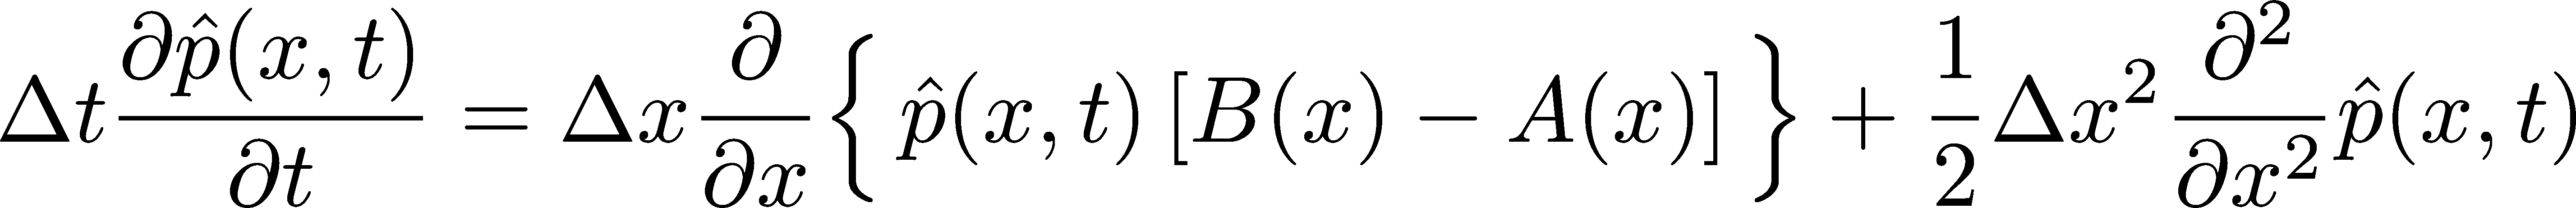 $$\Delta t \frac{\partial \hat{p}(x,t)}{\partial t} = \Delta x \frac{\partial}{\partial x} \left\{ \hat{p}(x,t) \left[ B(x) - A(x) \right] \right\} + \frac{1}{2} \Delta x^2 \frac{\partial^2}{\partial x^2} \hat{p}(x,t)$$